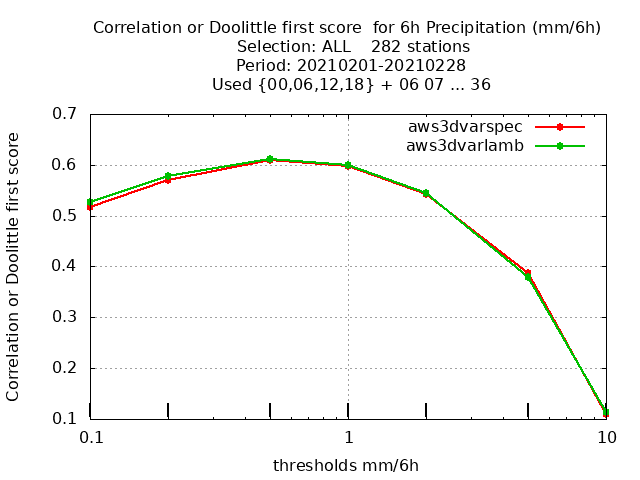 Correlation or Doolittle first score  for 6h Precipitation (mm/6h)
Selection: ALL    282 stations
Period: 20210201-20210228
Used {00,06,12,18} + 06 07 ... 36
aws3dvarspec
aws3dvarlamb
Correlation or Doolittle first score
0.7
0.6
0.5
0.4
0.3
0.2
0.1
0.1 1 10
thresholds mm/6h